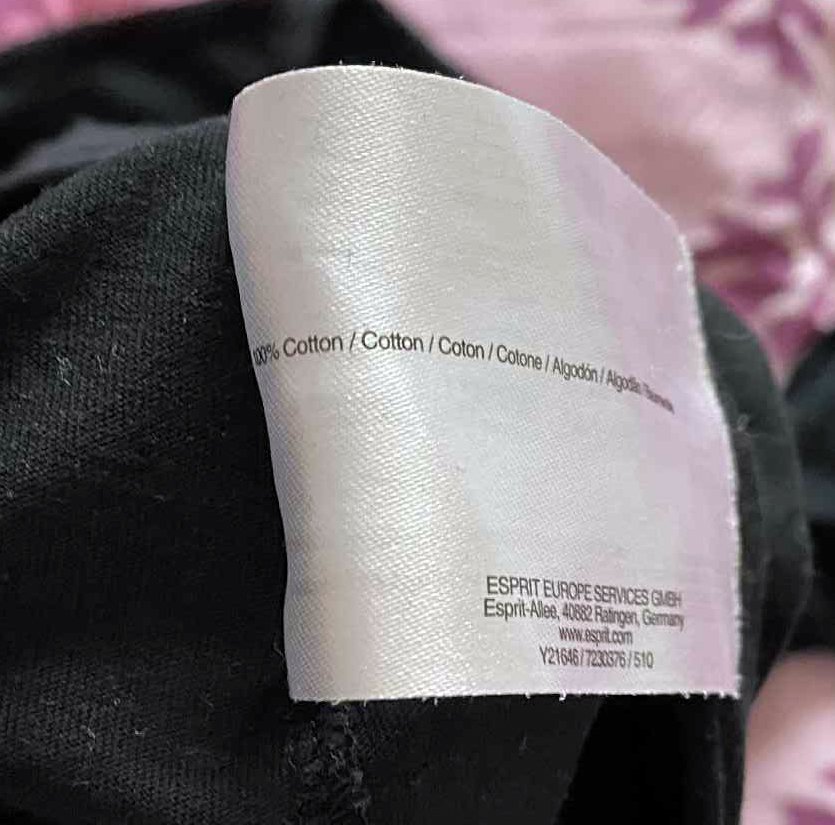 100% Cotton / Cotton / Coton / Cotone / Algodón / Algodão
ESPRIT EUROPE SERVICES GMBH
Esprit-Allee, 40882 Ratingen, Germany
www.esprit.com
Y21646 / 7230376 / 510